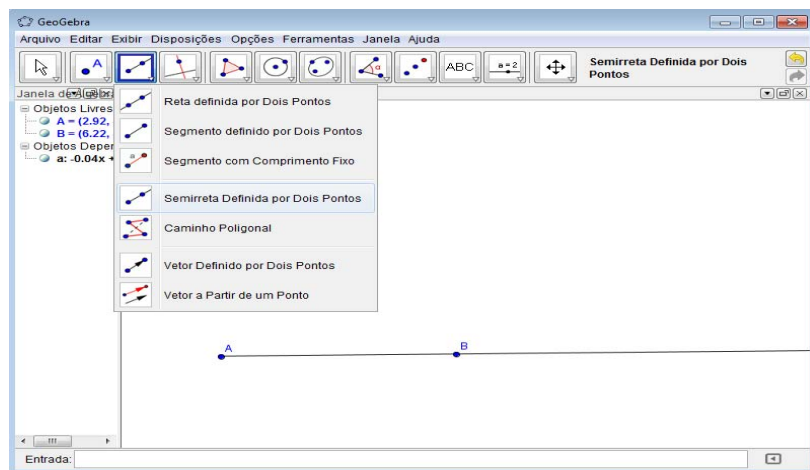 GeoGebra
Arquivo Editar Exibir Disposições Opções Ferramentas Janela Ajuda
A
α
ABC
a = 2
Semirreta Definida por Dois
Pontos
Janela de
Objetos Livres
A = (2.92,
B = (6.22,
Objetos Deper
a: -0.04x +
Reta definida por Dois Pontos
Segmento definido por Dois Pontos
a
Segmento com Comprimento Fixo
Semirreta Definida por Dois Pontos
Caminho Poligonal
Vetor Definido por Dois Pontos
Vetor a Partir de um Ponto
A
B
Entrada: